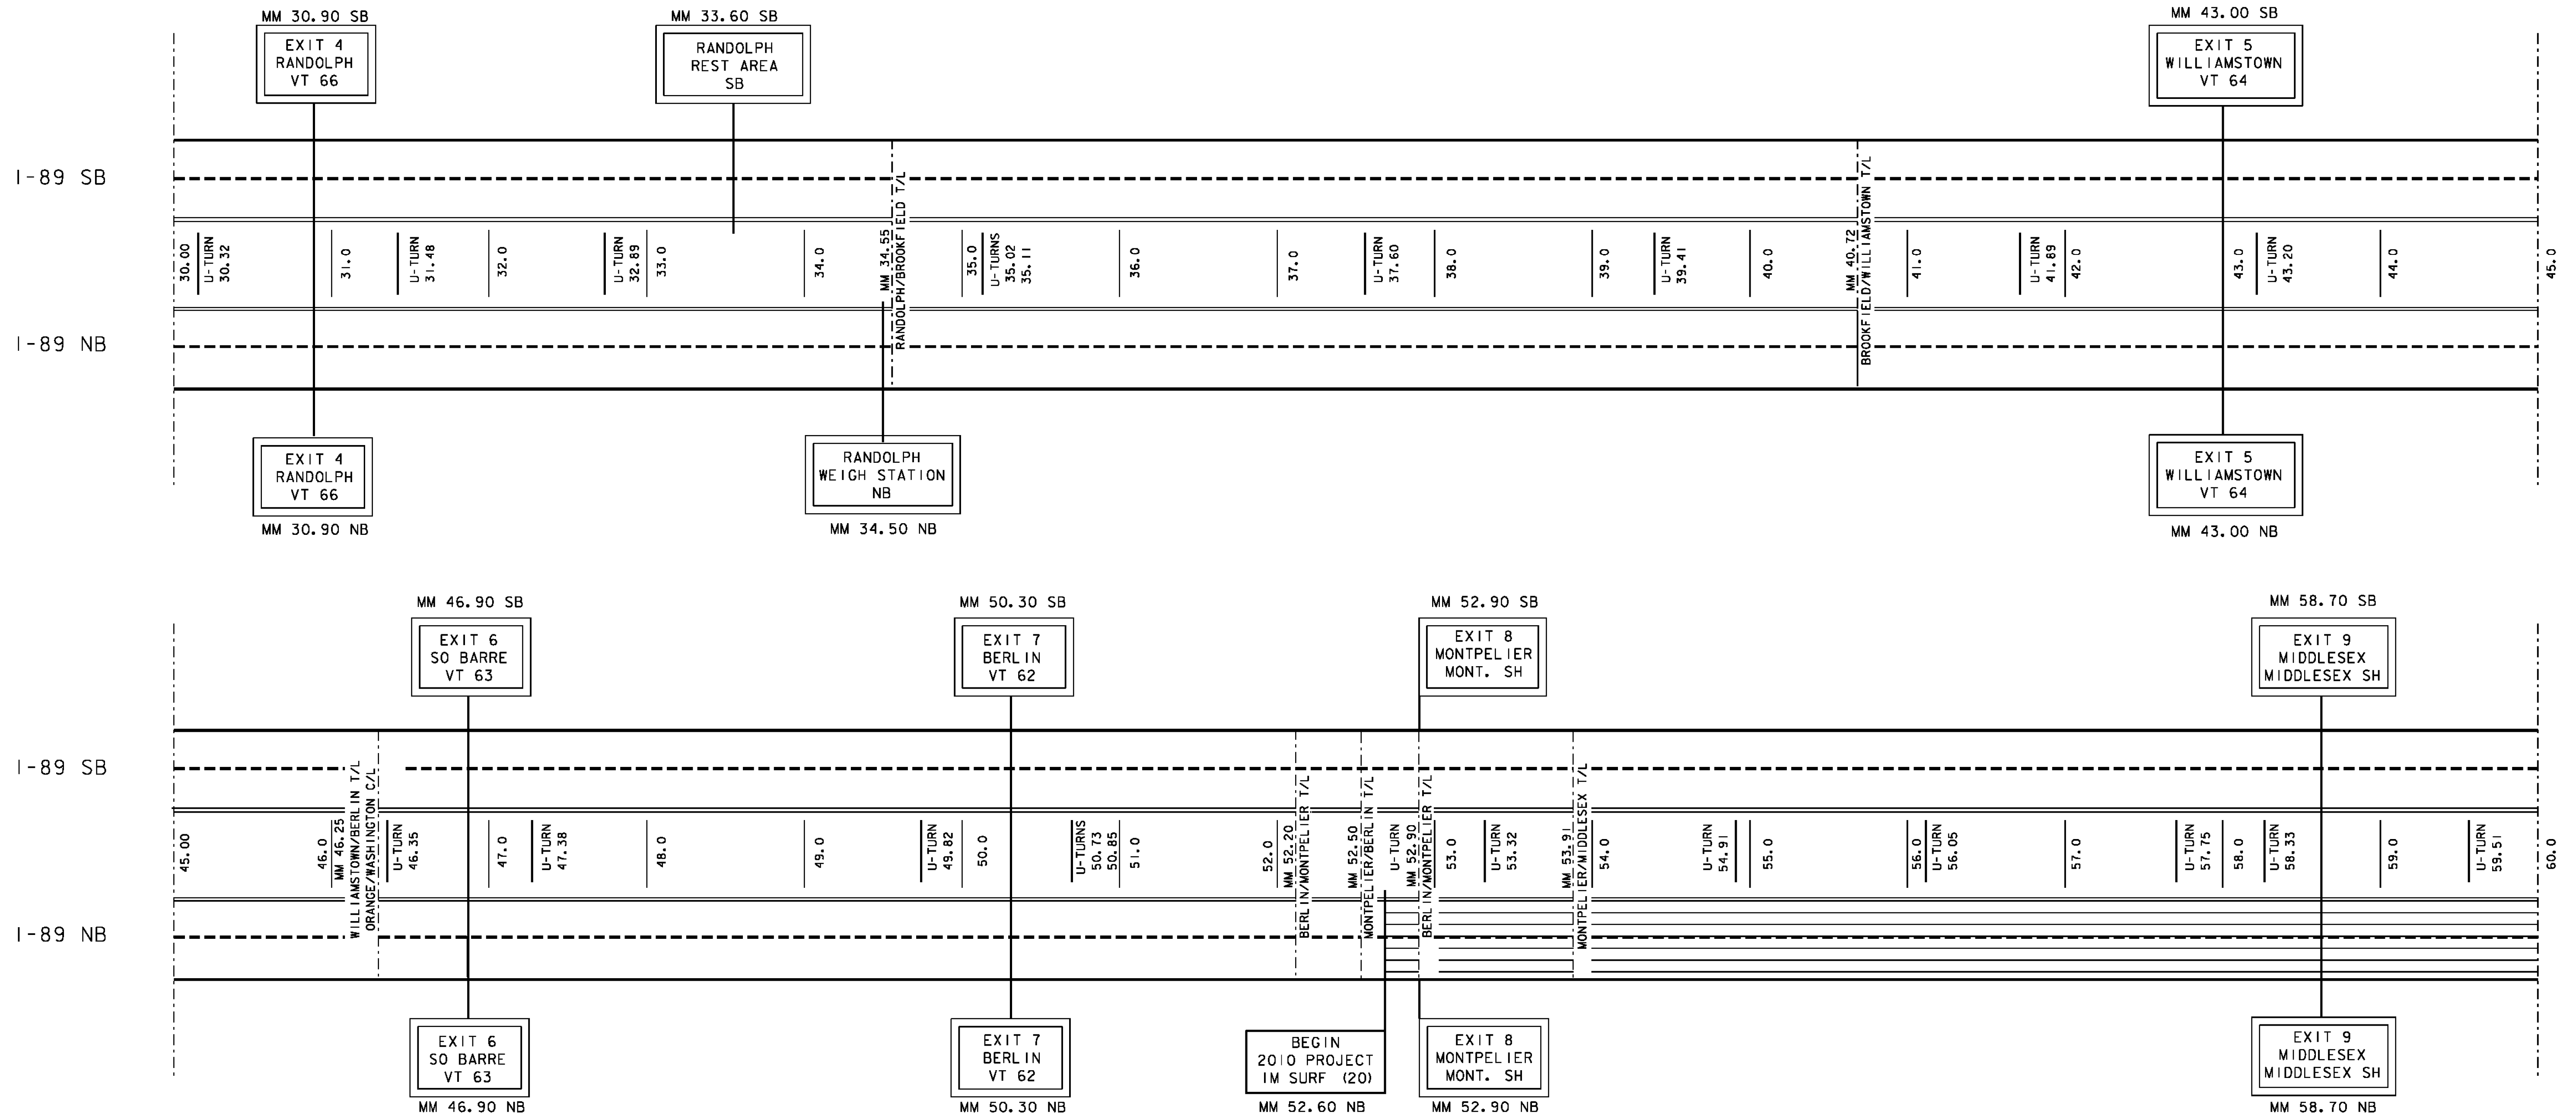 MM 30.90 SB
EXIT 4
RANDOLPH
VT 66
MM 33.60 SB
RANDOLPH
REST AREA
SB
MM 43.00 SB
EXIT 5
WILLIAMSTOWN
VT 64
I-89 SB
I-89 NB
30.00
U-TURN
30.32
31.0
U-TURN
31.48
32.0
U-TURN
32.89
33.0
34.0
MM 34.55
RANDOLPH/BROOKFIELD T/L
35.0
U-TURNS
35.02
35.11
36.0
37.0
U-TURN
37.60
38.0
39.0
U-TURN
39.41
40.0
MM 40.72
BROOKFIELD/WILLIAMSTOWN T/L
41.0
U-TURN
41.89
42.0
43.0
U-TURN
43.20
44.0
45.0
EXIT 4
RANDOLPH
VT 66
MM 30.90 NB
RANDOLPH
WEIGH STATION
NB
MM 34.50 NB
EXIT 5
WILLIAMSTOWN
VT 64
MM 43.00 NB
MM 46.90 SB
EXIT 6
SO BARRE
VT 63
MM 50.30 SB
EXIT 7
BERLIN
VT 62
MM 52.90 SB
EXIT 8
MONTPELIER
MONT. SH
MM 58.70 SB
EXIT 9
MIDDLESEX
MIDDLESEX SH
I-89 SB
I-89 NB
45.00
46.0
MM 46.25
WILLIAMSTOWN/BERLIN T/L
ORANGE/WASHINGTON C/L
U-TURN
46.35
47.0
U-TURN
47.38
48.0
49.0
U-TURN
49.82
50.0
U-TURNS
50.73
50.85
51.0
52.0
MM 52.20
BERLIN/MONTPELIER T/L
MM 52.50
MONTPELIER/BERLIN T/L
U-TURN
MM 52.90
BERLIN/MONTPELIER T/L
53.0
U-TURN
53.32
MM 53.91
MONTPELIER/MIDDLESEX T/L
54.0
U-TURN
54.91
55.0
56.0
U-TURN
56.05
57.0
U-TURN
57.75
58.0
U-TURN
58.33
59.0
U-TURN
59.51
60.0
EXIT 6
SO BARRE
VT 63
MM 46.90 NB
EXIT 7
BERLIN
VT 62
MM 50.30 NB
BEGIN
2010 PROJECT
IM SURF (20)
MM 52.60 NB
EXIT 8
MONTPELIER
MONT. SH
MM 52.90 NB
EXIT 9
MIDDLESEX
MIDDLESEX SH
MM 58.70 NB